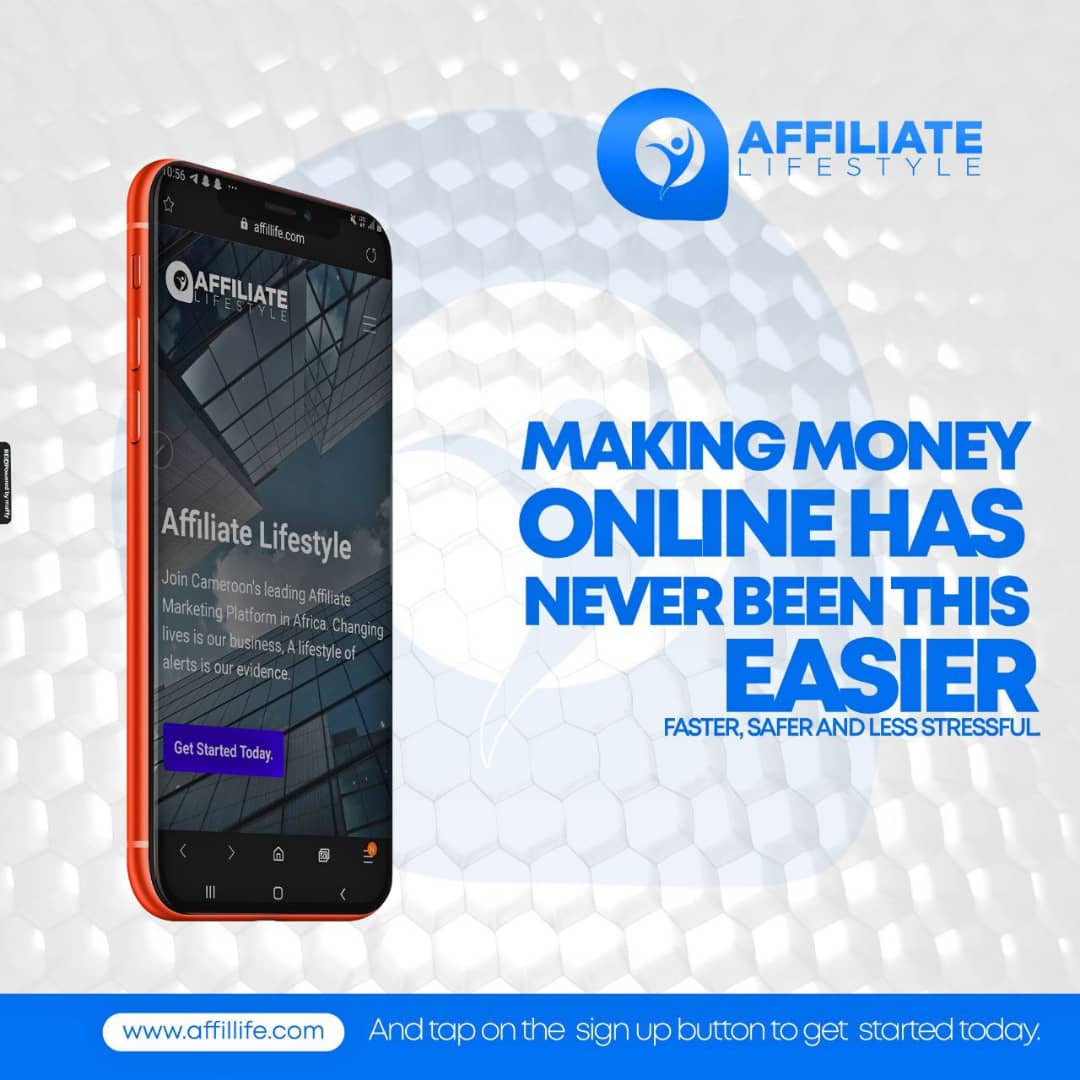 AFFILIATE
LIFESTYLE
10:56
affillife.com
AFFILIATE
LIFESTYLE
Affiliate Lifestyle
Join Cameroon's leading Affiliate
Marketing Platform in Africa. Changing
lives is our business, A lifestyle of
alerts is our evidence.
Get Started Today.
MAKING MONEY
ONLINE HAS
NEVER BEEN THIS
EASIER
FASTER, SAFER AND LESS STRESSFUL.
www.affillife.com
And tap on the sign up button to get started today.